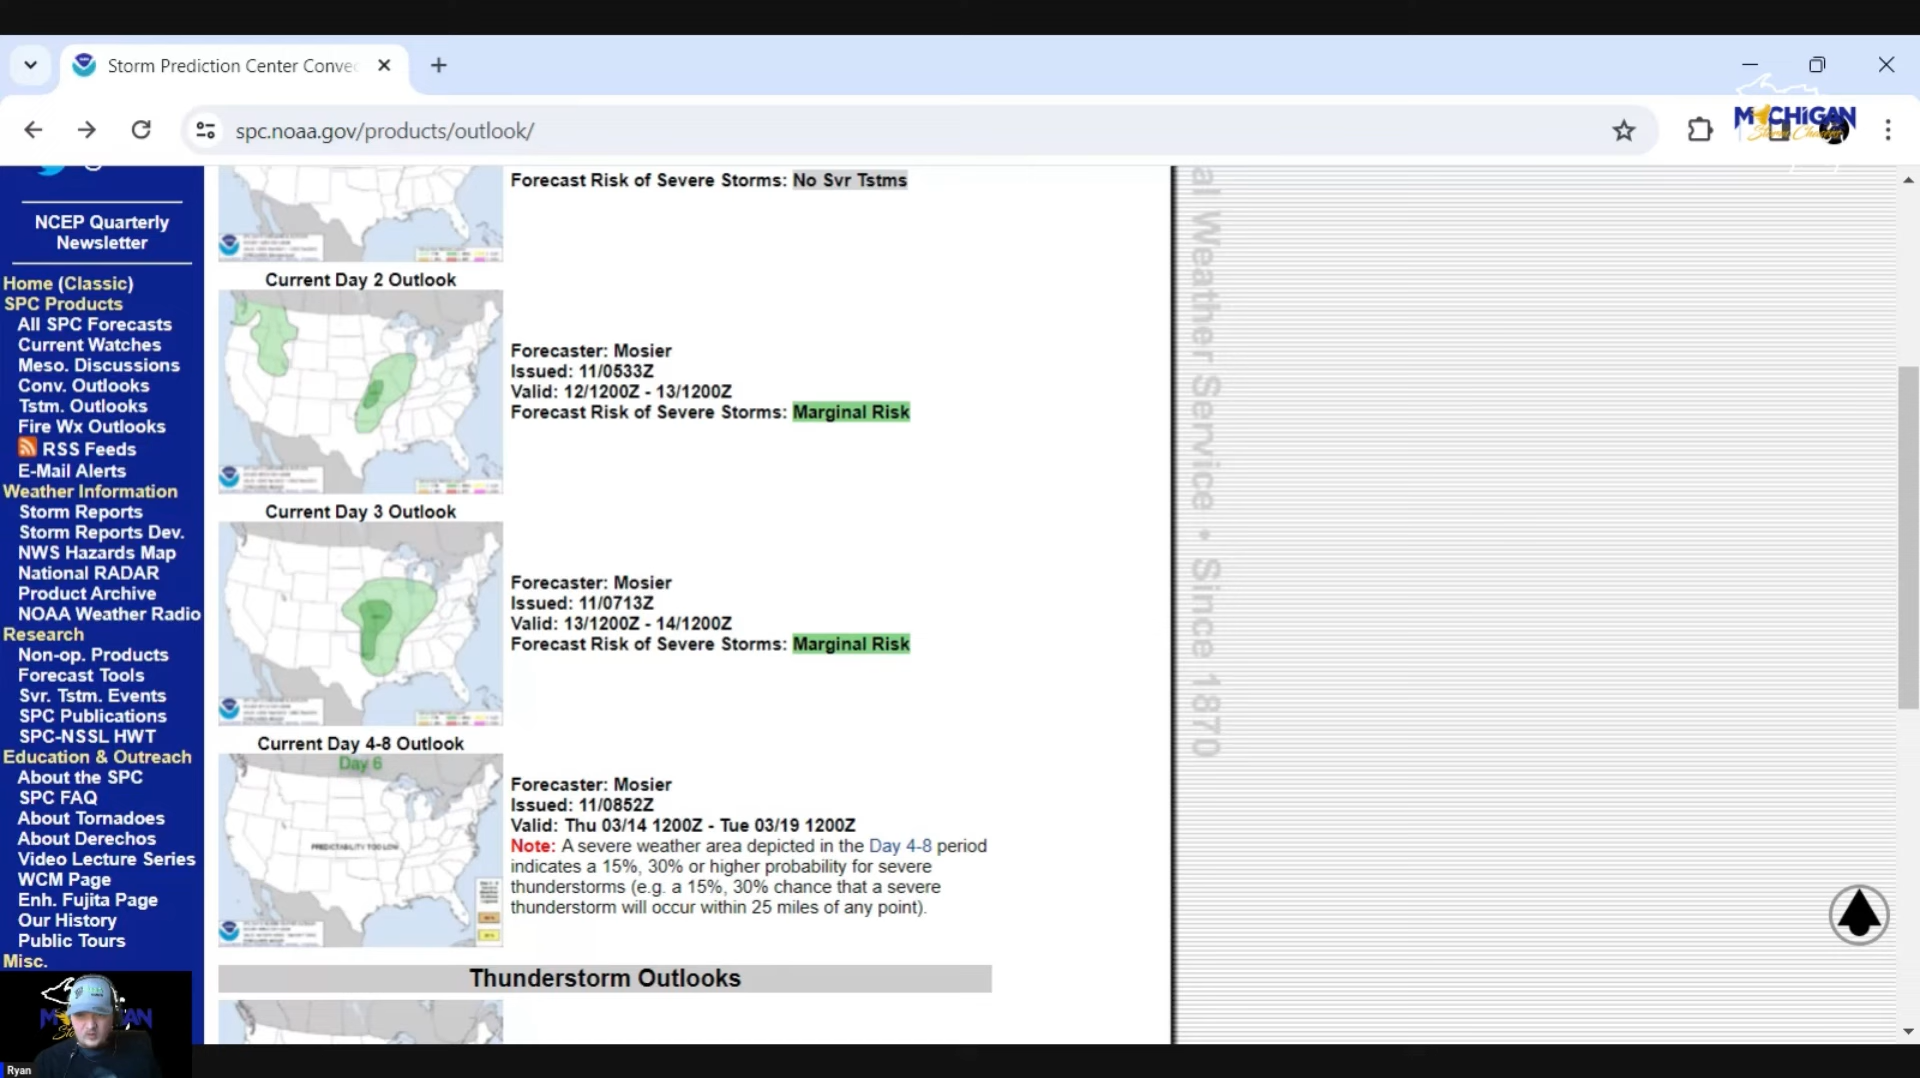 Storm Prediction Center Conve
spc.noaa.gov/products/outlook/
MICHIGAN
Storm Chasers
NCEP Quarterly
Newsletter
Home (Classic)
SPC Products
All SPC Forecasts
Current Watches
Meso. Discussions
Conv. Outlooks
Tstm. Outlooks
Fire Wx Outlooks
RSS Feeds
E-Mail Alerts
Weather Information
Storm Reports
Storm Reports Dev.
NWS Hazards Map
National RADAR
Product Archive
NOAA Weather Radio
Research
Non-op. Products
Forecast Tools
Svr. Tstm. Events
SPC Publications
SPC-NSSL HWT
Education & Outreach
About the SPC
SPC FAQ
About Tornadoes
About Derechos
Video Lecture Series
WCM Page
Enh. Fujita Page
Our History
Public Tours
Misc.
Ryan
Forecast Risk of Severe Storms: No Svr Tstms
Current Day 2 Outlook
Forecaster: Mosier
Issued: 11/0533Z
Valid: 12/1200Z - 13/1200Z
Forecast Risk of Severe Storms: Marginal Risk
Current Day 3 Outlook
Forecaster: Mosier
Issued: 11/0713Z
Valid: 13/1200Z - 14/1200Z
Forecast Risk of Severe Storms: Marginal Risk
Current Day 4-8 Outlook
Day 6
PREDICTABILITY TOO LOW
Forecaster: Mosier
Issued: 11/0852Z
Valid: Thu 03/14 1200Z - Tue 03/19 1200Z
Note: A severe weather area depicted in the Day 4-8 period
indicates a 15%, 30% or higher probability for severe
thunderstorms (e.g. a 15%, 30% chance that a severe
thunderstorm will occur within 25 miles of any point).
Thunderstorm Outlooks
al Weather Service • Since 1870